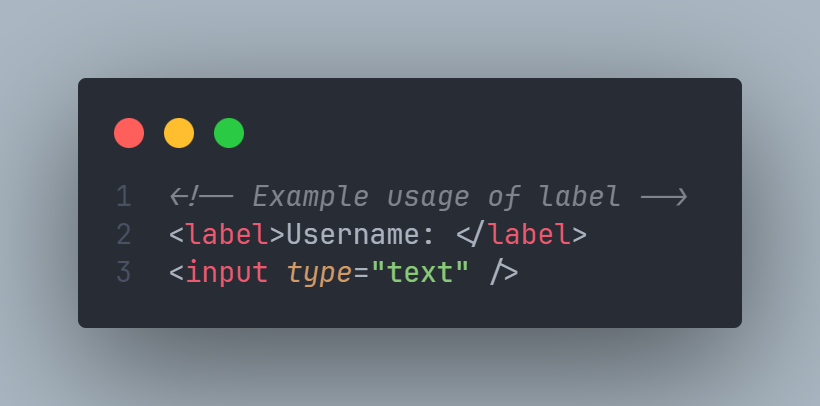 1 <!-- Example usage of label -->
2 <label>Username: </label>
3 <input type="text" />